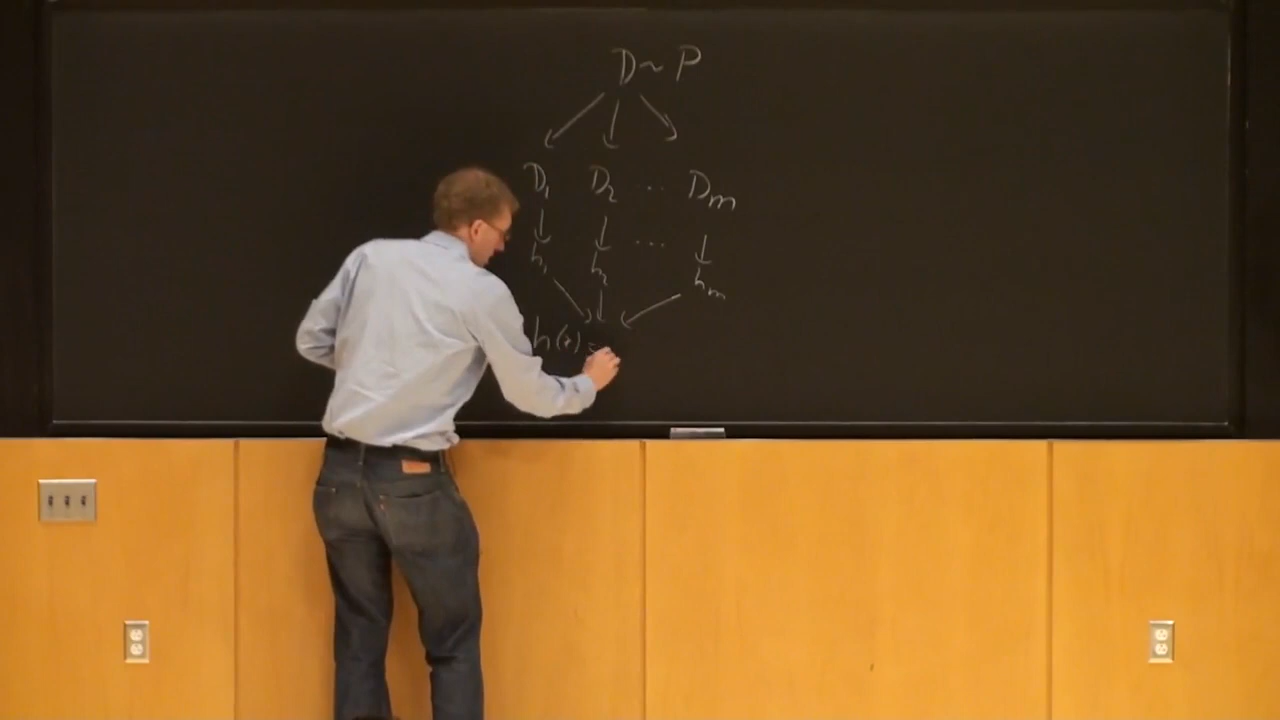 D ~ P
D₁ D₂ .. Dₘ
...
h₁ h₂ hₘ
h(x) =